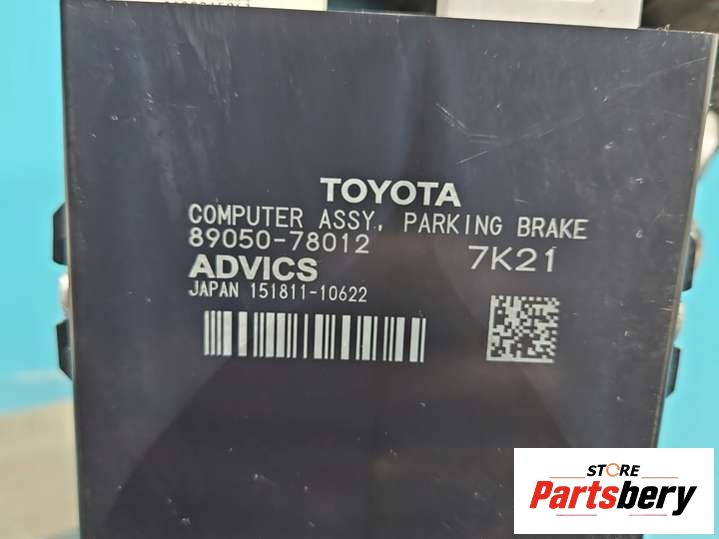 TOYOTA
COMPUTER ASSY, PARKING BRAKE
89050-78012 7K21
ADVICS
JAPAN 151811-10622
STORE
Partsbery